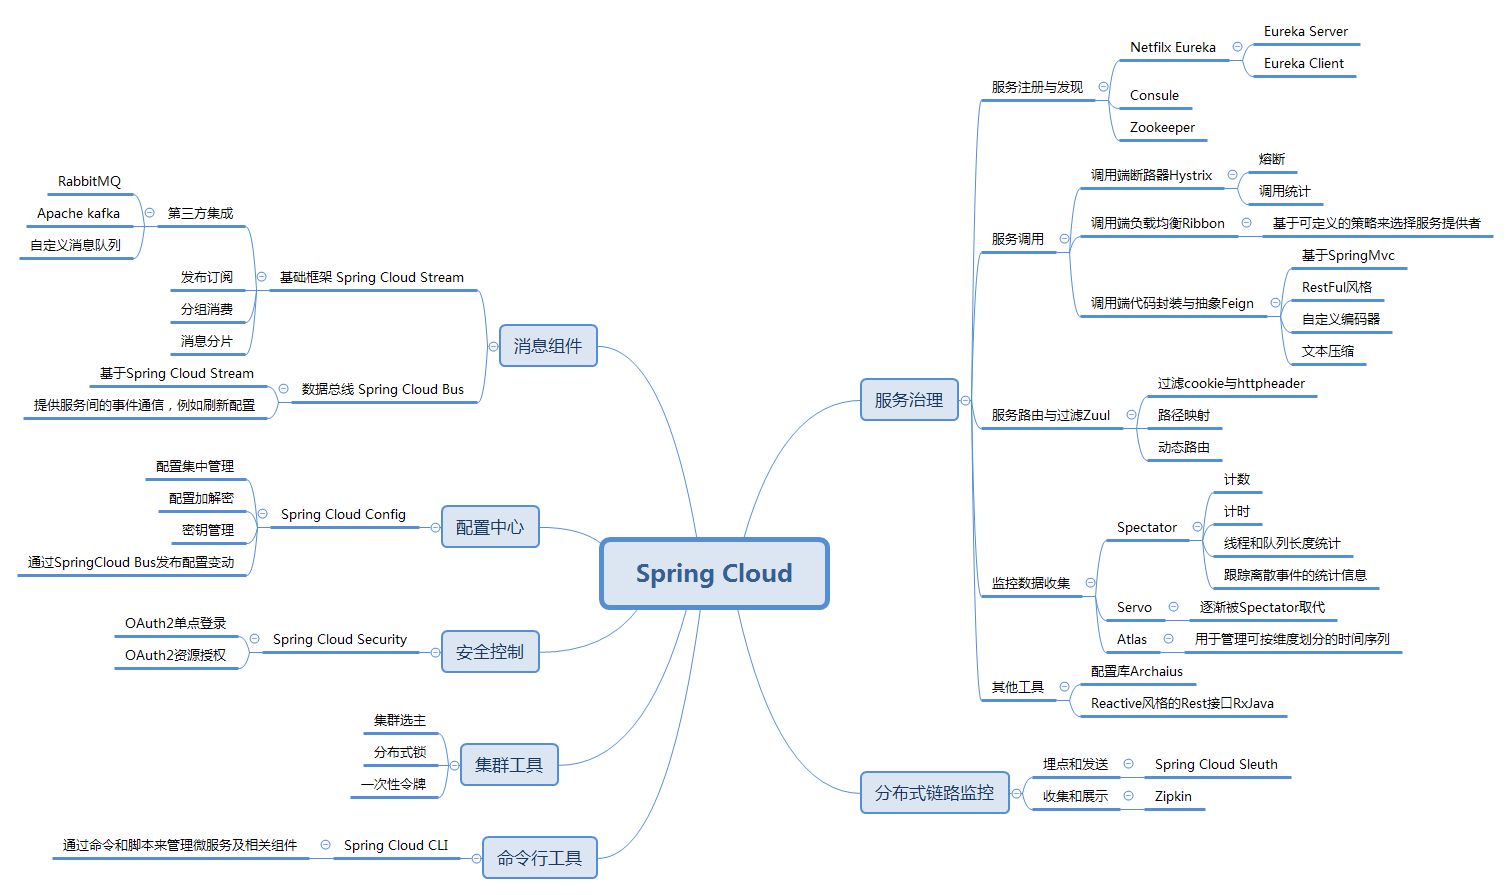 Spring Cloud
服务治理
服务注册与发现
Netfilx Eureka
Eureka Server
Eureka Client
Consule
Zookeeper
服务调用
调用端断路器Hystrix
熔断
调用统计
调用端负载均衡Ribbon
基于可定义的策略来选择服务提供者
调用端代码封装与抽象Feign
基于SpringMvc
RestFul风格
自定义编码器
文本压缩
服务路由与过滤Zuul
过滤cookie与httpheader
路径映射
动态路由
监控数据收集
Spectator
计数
计时
线程和队列长度统计
跟踪离散事件的统计信息
Servo
逐渐被Spectator取代
Atlas
用于管理可按维度划分的时间序列
其他工具
配置库Archaius
Reactive风格的Rest接口RxJava
分布式链路监控
埋点和发送
Spring Cloud Sleuth
收集和展示
Zipkin
消息组件
基础框架 Spring Cloud Stream
第三方集成
RabbitMQ
Apache kafka
自定义消息队列
发布订阅
分组消费
消息分片
数据总线 Spring Cloud Bus
基于Spring Cloud Stream
提供服务间的事件通信，例如刷新配置
配置中心
Spring Cloud Config
配置集中管理
配置加解密
密钥管理
通过SpringCloud Bus发布配置变动
安全控制
Spring Cloud Security
OAuth2单点登录
OAuth2资源授权
集群工具
集群选主
分布式锁
一次性令牌
命令行工具
Spring Cloud CLI
通过命令和脚本来管理微服务及相关组件